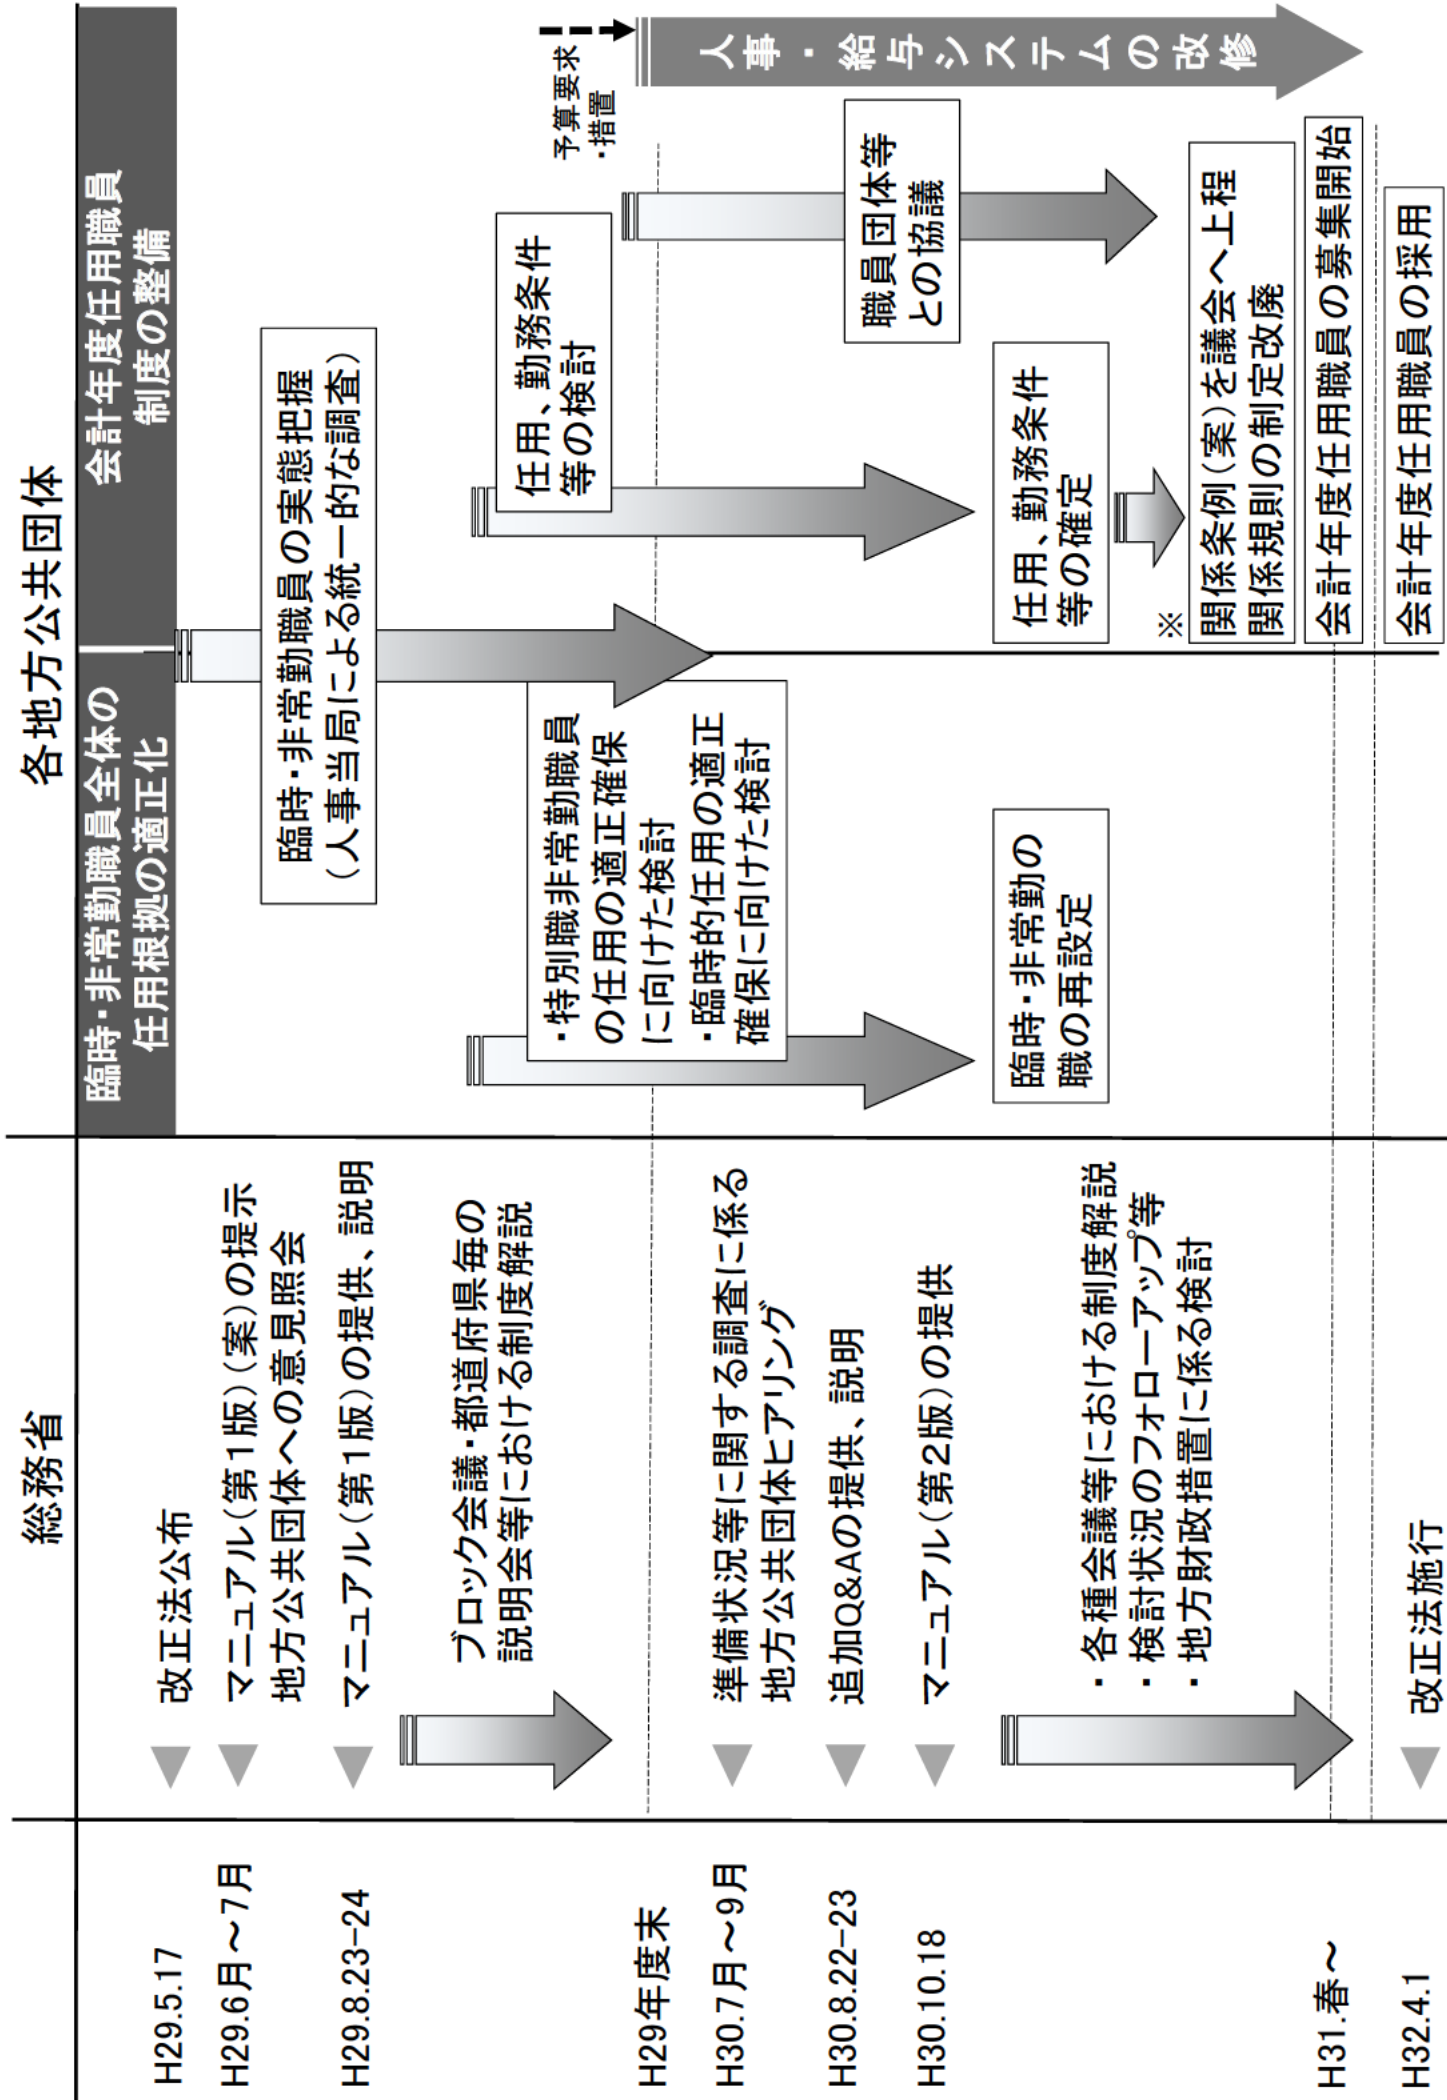 総務省
各地方公共団体
臨時・非常勤職員全体の
任用根拠の適正化
会計年度任用職員
制度の整備
H29.5.17
改正法公布
H29.6月～7月
マニュアル（第1版）（案）の提示
地方公共団体への意見照会
H29.8.23-24
マニュアル（第1版）の提供、説明
ブロック会議・都道府県毎の
説明会等における制度解説
H29年度末
H30.7月～9月
準備状況等に関する調査に係る
地方公共団体ヒアリング
H30.8.22-23
追加Q&Aの提供、説明
H30.10.18
マニュアル（第2版）の提供
・各種会議等における制度解説
・検討状況のフォローアップ等
・地方財政措置に係る検討
H31.春～
H32.4.1
改正法施行
臨時・非常勤職員の実態把握
（人事当局による統一的な調査）
・特別職非常勤職員
の任用の適正確保
に向けた検討
・臨時的任用の適正
確保に向けた検討
臨時・非常勤の
職の再設定
任用、勤務条件
等の検討
任用、勤務条件
等の確定
予算要求
・措置
人事・給与システムの改修
職員団体等
との協議
※
関係条例（案）を議会へ上程
関係規則の制定改廃
会計年度任用職員の募集開始
会計年度任用職員の採用